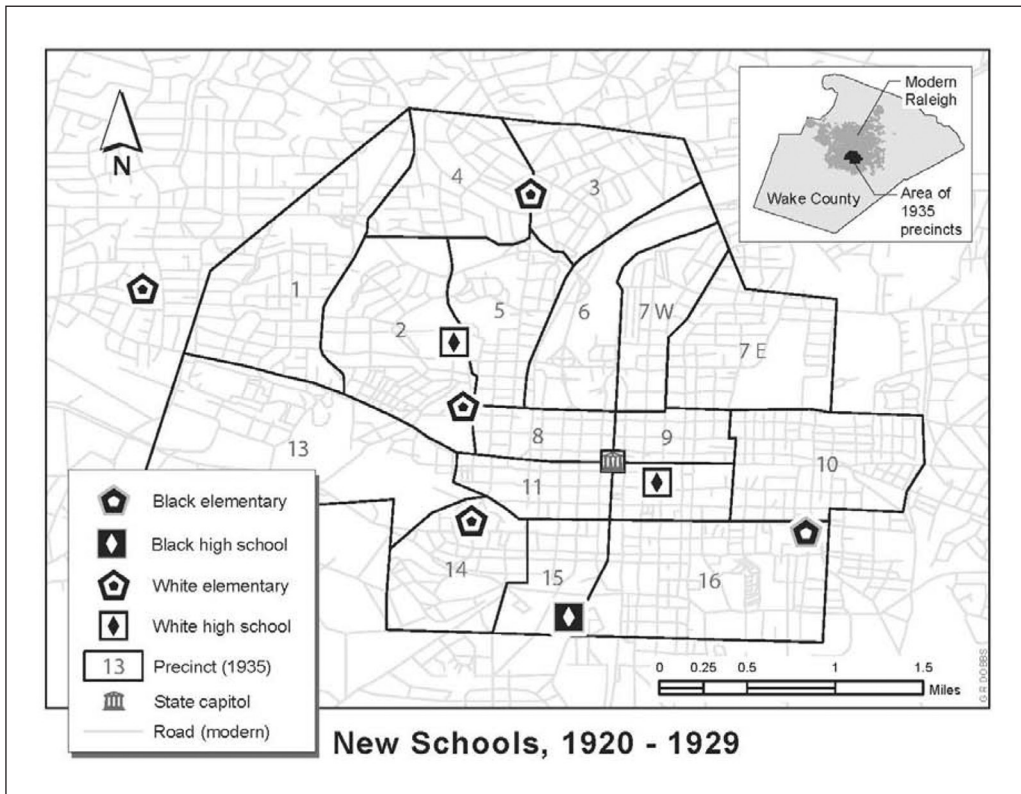 N
Modern
Raleigh
Wake County
Area of
1935
precincts
4
3
1
5
7 W
2
6
7 E
8
9
13
10
11
14
15
16
Black elementary
Black high school
White elementary
White high school
13 Precinct (1935)
State capitol
Road (modern)
0 0.25 0.5 1 1.5
Miles
G R DOBBS
New Schools, 1920 - 1929